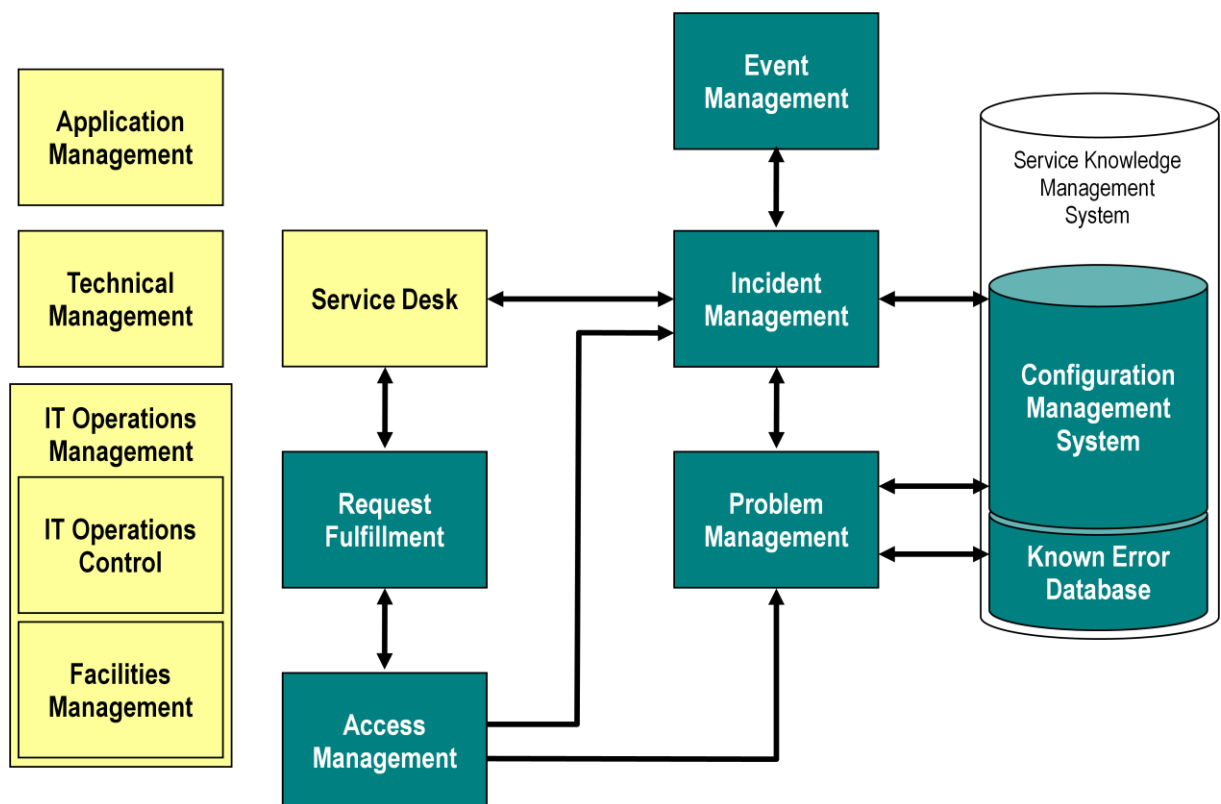 Application
Management
Technical
Management
IT Operations
Management
IT Operations
Control
Facilities
Management
Service Desk
Request
Fulfillment
Access
Management
Event
Management
Incident
Management
Problem
Management
Service Knowledge
Management
System
Configuration
Management
System
Known Error
Database